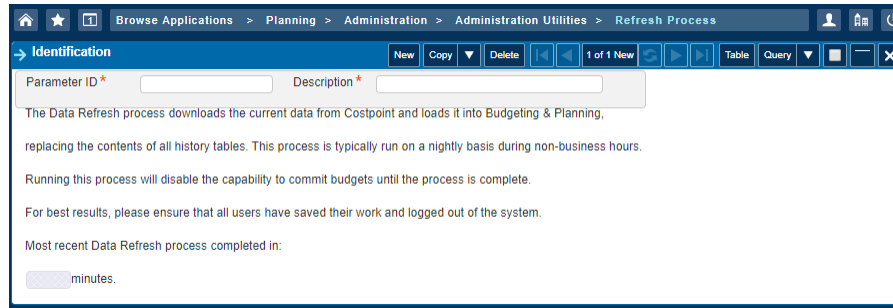 1 Browse Applications > Planning > Administration > Administration Utilities > Refresh Process
Identification New Copy Delete 1 of 1 New Table Query
Parameter ID * Description *
The Data Refresh process downloads the current data from Costpoint and loads it into Budgeting & Planning,
replacing the contents of all history tables. This process is typically run on a nightly basis during non-business hours.
Running this process will disable the capability to commit budgets until the process is complete.
For best results, please ensure that all users have saved their work and logged out of the system.
Most recent Data Refresh process completed in:
minutes.